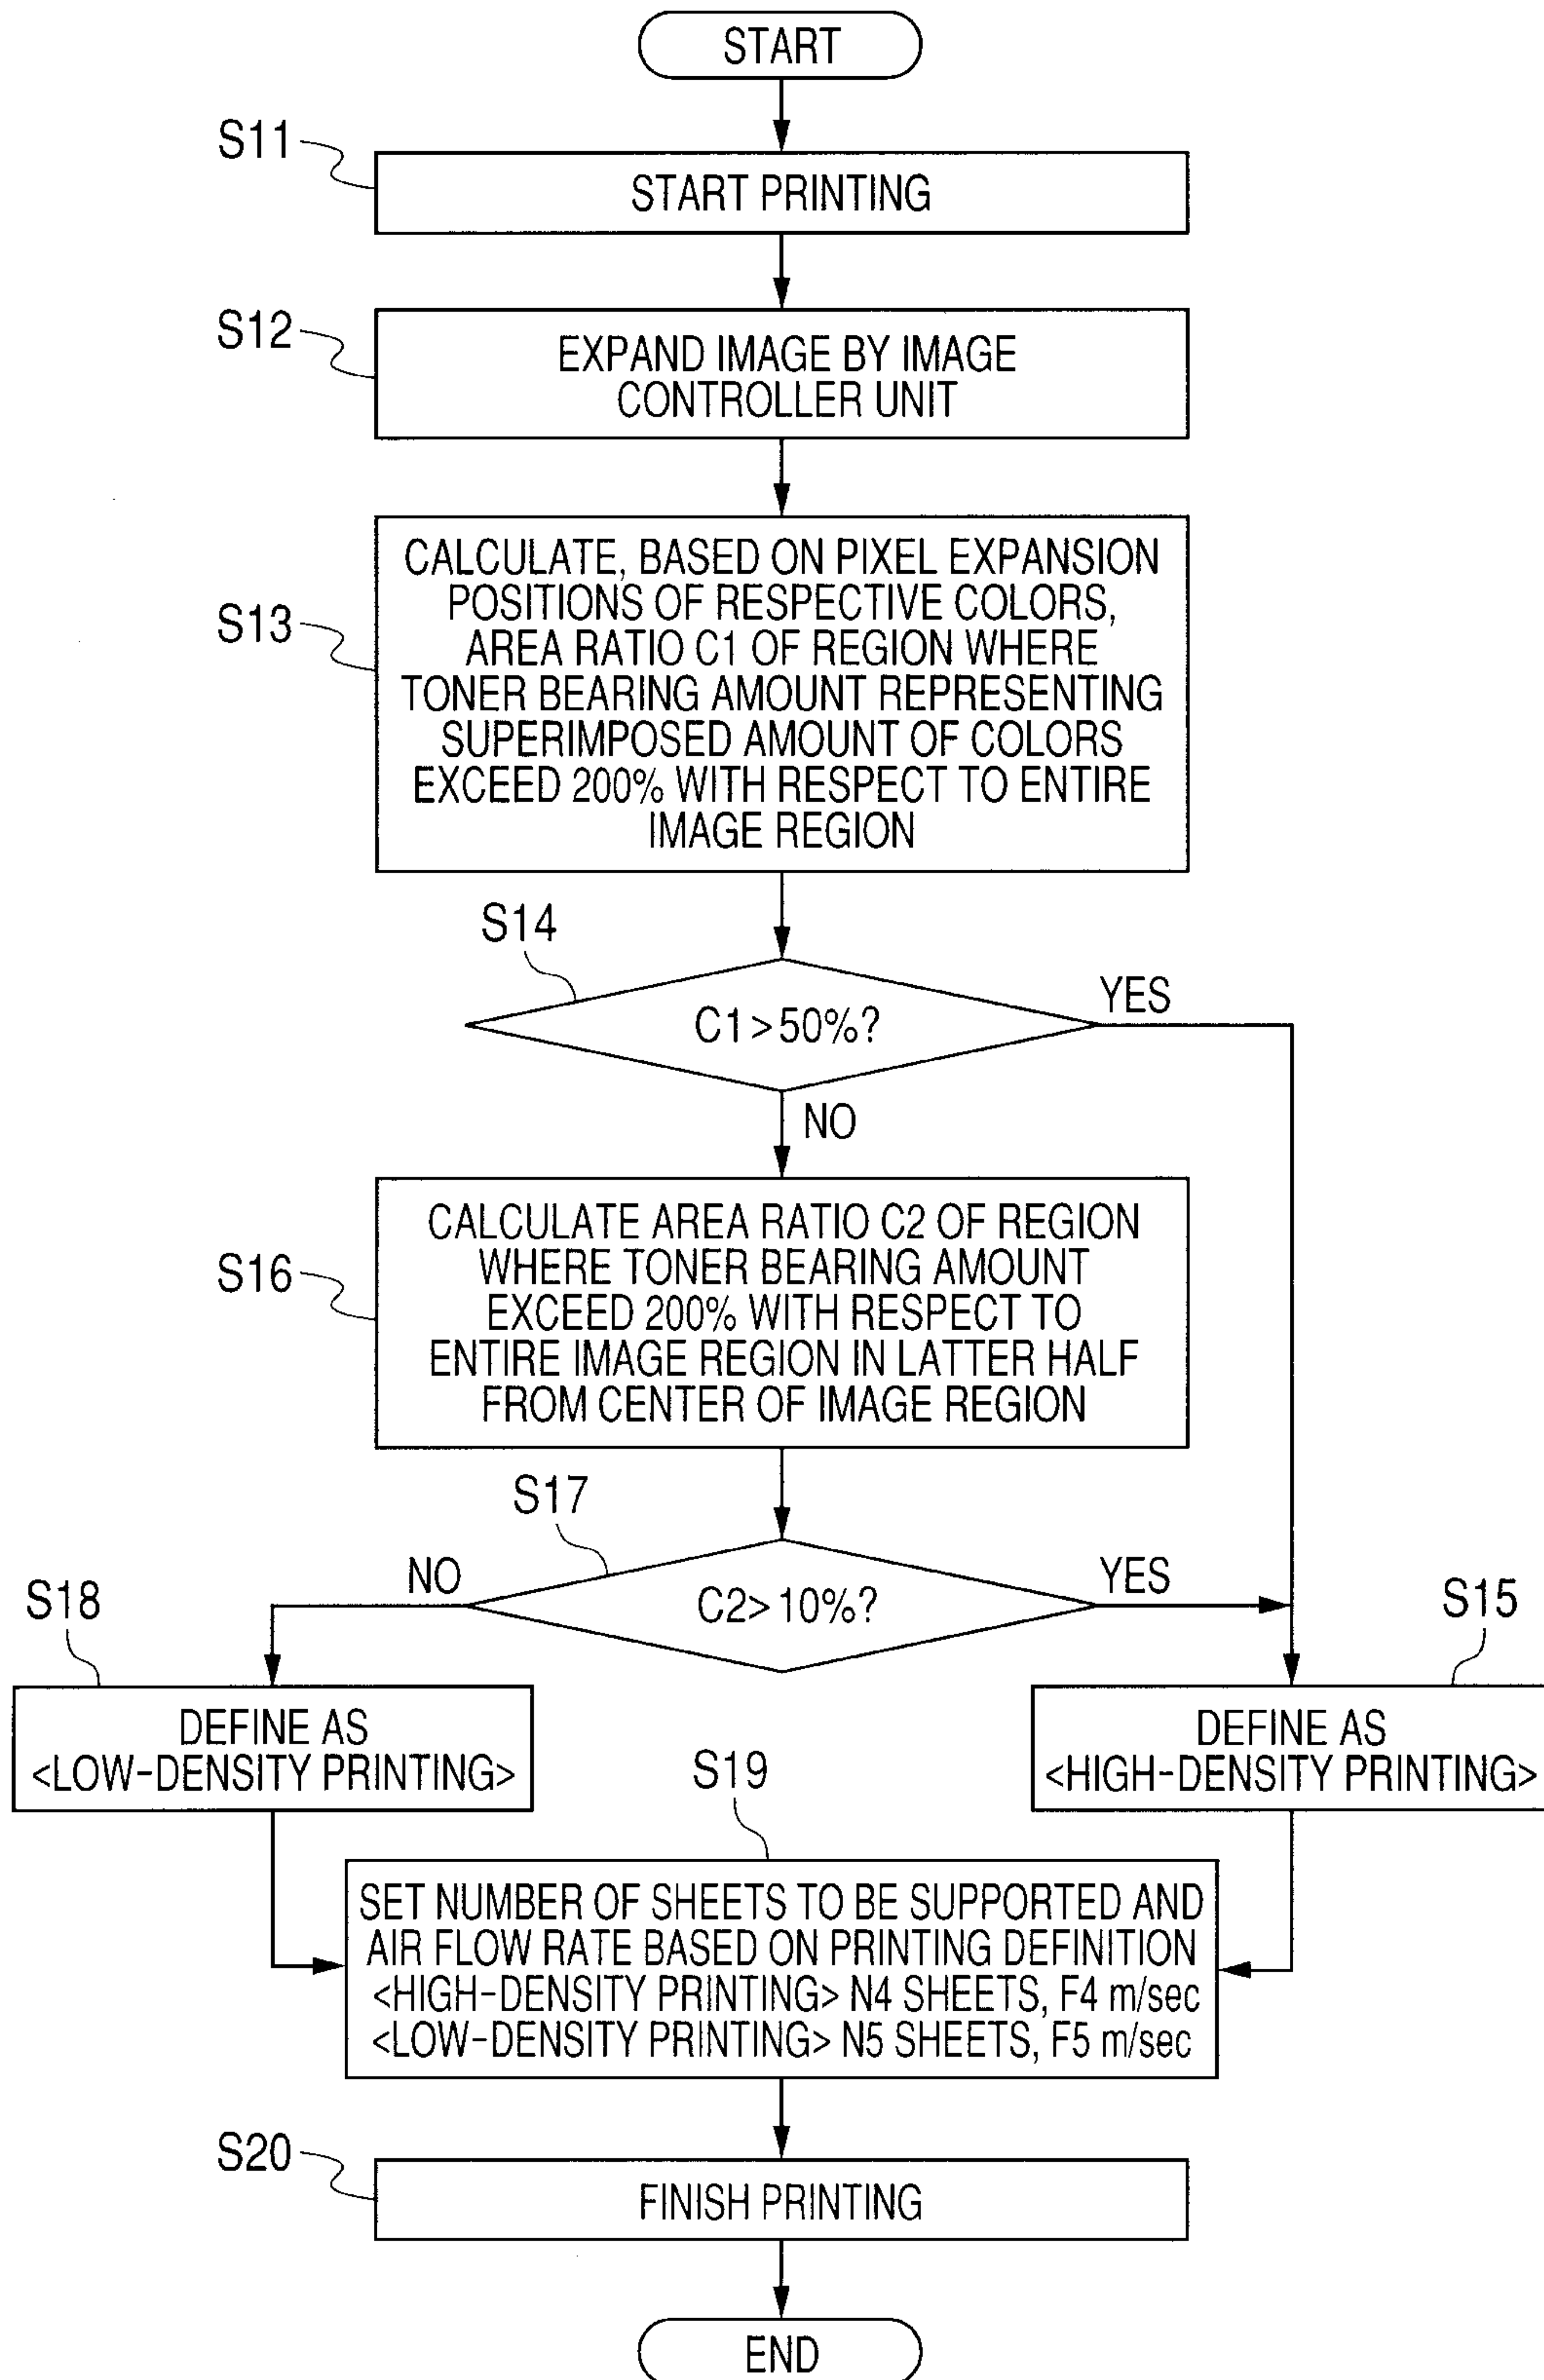 START
S11
START PRINTING
S12
EXPAND IMAGE BY IMAGE
CONTROLLER UNIT
S13
CALCULATE, BASED ON PIXEL EXPANSION
POSITIONS OF RESPECTIVE COLORS,
AREA RATIO C1 OF REGION WHERE
TONER BEARING AMOUNT REPRESENTING
SUPERIMPOSED AMOUNT OF COLORS
EXCEED 200% WITH RESPECT TO ENTIRE
IMAGE REGION
S14
C1 > 50%?
YES
NO
S16
CALCULATE AREA RATIO C2 OF REGION
WHERE TONER BEARING AMOUNT
EXCEED 200% WITH RESPECT TO
ENTIRE IMAGE REGION IN LATTER HALF
FROM CENTER OF IMAGE REGION
S17
C2> 10%?
NO
YES
S18
DEFINE AS
<LOW-DENSITY PRINTING>
S15
DEFINE AS
<HIGH-DENSITY PRINTING>
S19
SET NUMBER OF SHEETS TO BE SUPPORTED AND
AIR FLOW RATE BASED ON PRINTING DEFINITION
<HIGH-DENSITY PRINTING> N4 SHEETS, F4 m/sec
<LOW-DENSITY PRINTING> N5 SHEETS, F5 m/sec
S20
FINISH PRINTING
END